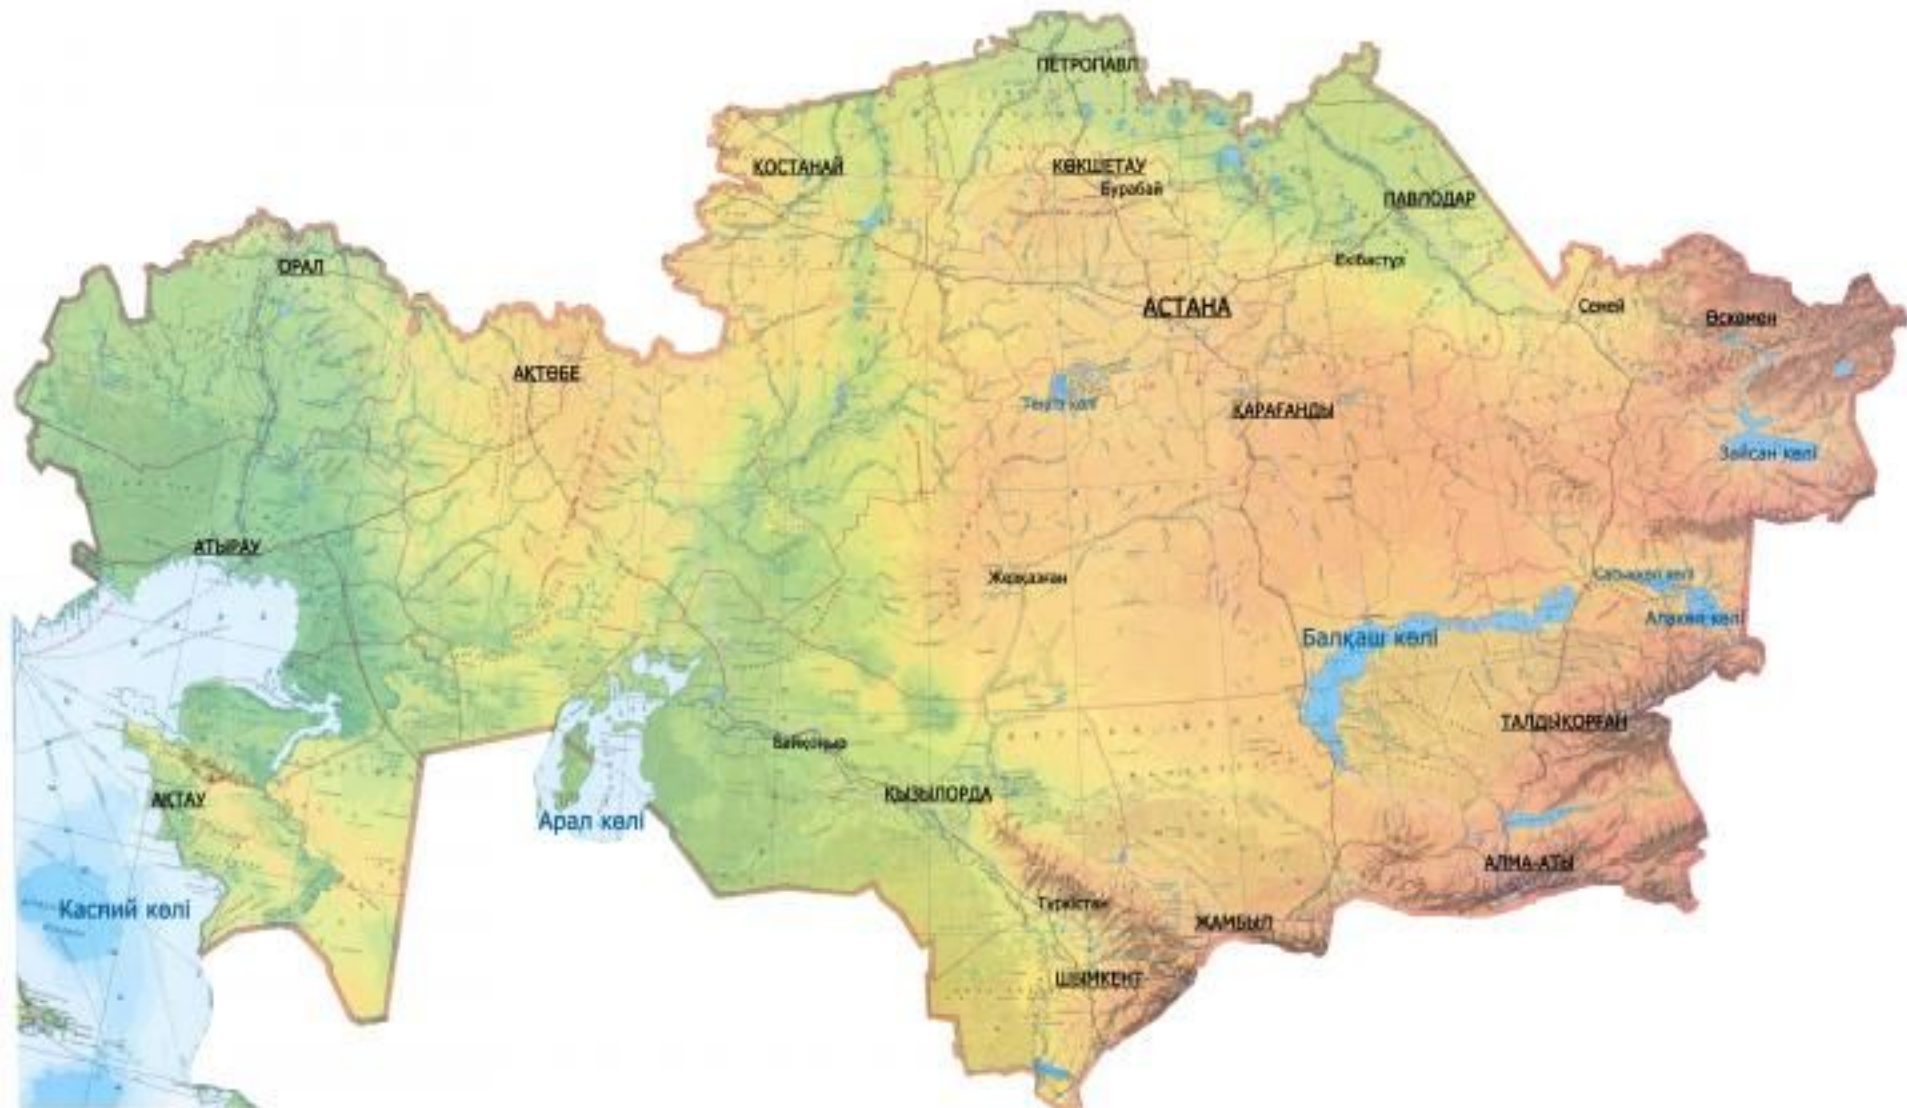 ПЕТРОПАВЛ
ҚОСТАНАЙ
КӨКШЕТАУ
Бурабай
ПАВЛОДАР
ОРАЛ
Екібастұз
АСТАНА
Семей
Өскемен
АҚТӨБЕ
Теңіз көлі
ҚАРАҒАНДЫ
Зайсан көлі
АТЫРАУ
Жезқазған
Сасықкөл көлі
Алакөл көлі
Балқаш көлі
ТАЛДЫҚОРҒАН
Байқоңыр
ҚЫЗЫЛОРДА
АҚТАУ
Арал көлі
АЛМА-АТЫ
Каспий көлі
Түркістан
ЖАМБЫЛ
ШЫМКЕНТ